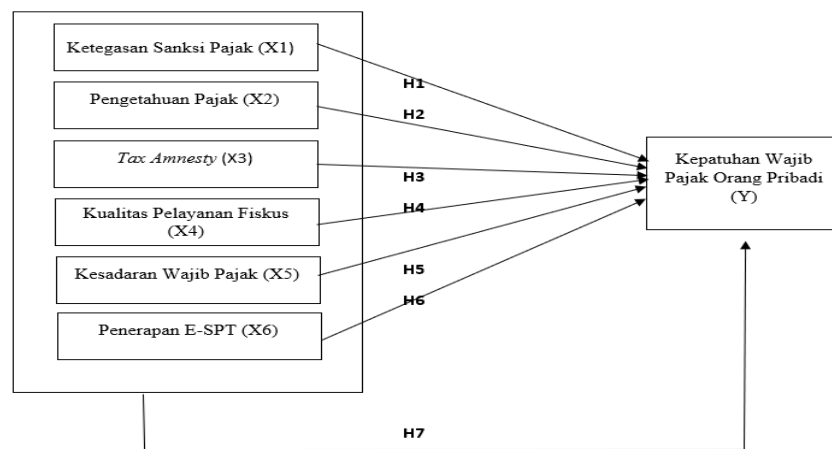 Ketegasan Sanksi Pajak (X1)
Pengetahuan Pajak (X2)
Tax Amnesty (X3)
Kualitas Pelayanan Fiskus
(X4)
Kesadaran Wajib Pajak (X5)
Penerapan E-SPT (X6)
H1
H2
H3
H4
H5
H6
Kepatuhan Wajib
Pajak Orang Pribadi
(Y)
H7